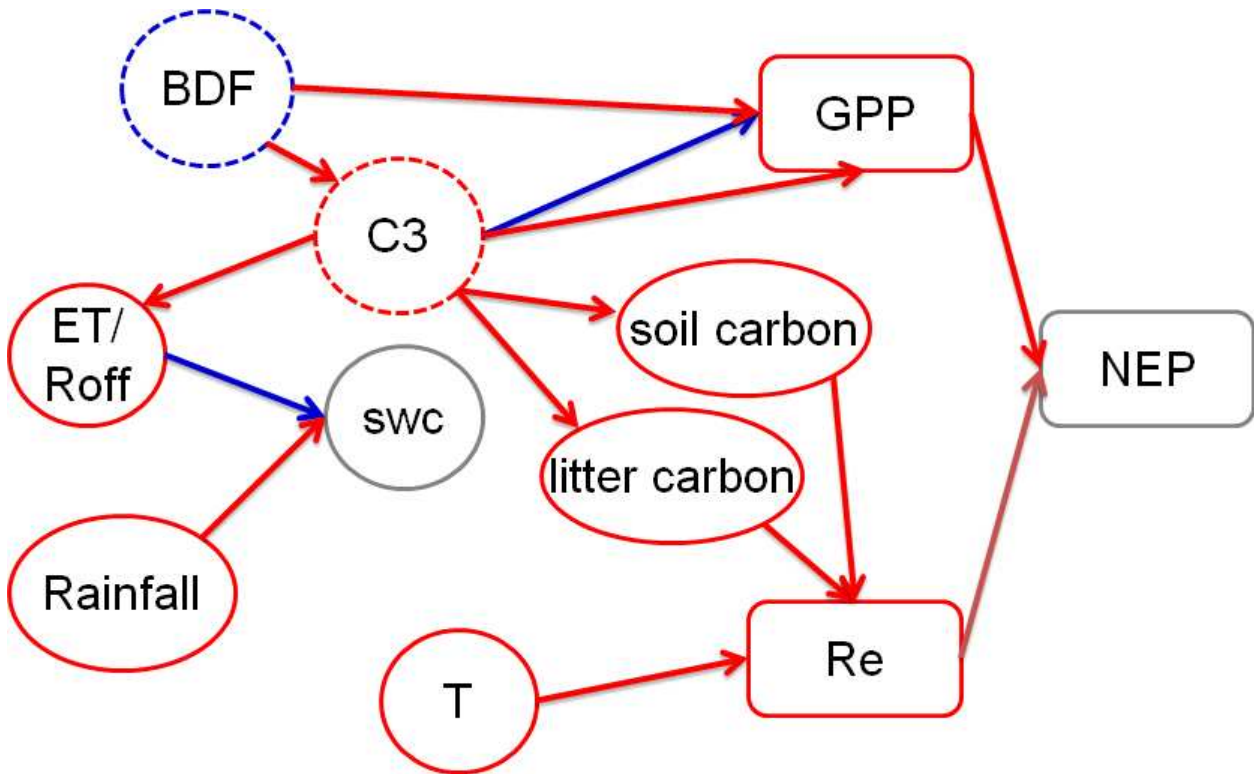 BDF
GPP
C3
ET/
Roff
soil carbon
NEP
swc
litter carbon
Rainfall
Re
T